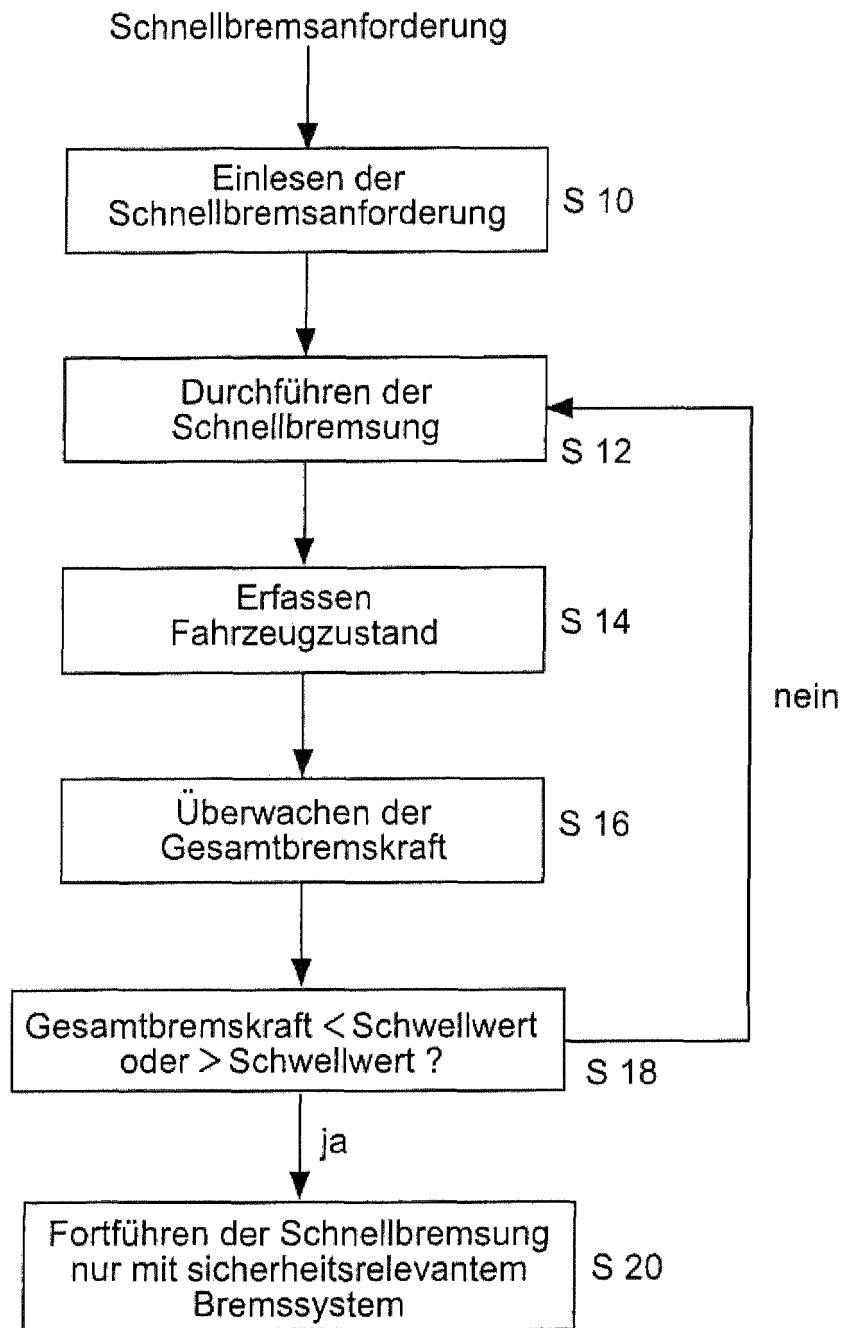 Schnellbremsanforderung
Einlesen der
Schnellbremsanforderung
S 10
Durchführen der
Schnellbremsung
S 12
Erfassen
Fahrzeugzustand
S 14
nein
Überwachen der
Gesamtbremskraft
S 16
Gesamtbremskraft < Schwellwert
oder > Schwellwert ?
S 18
ja
Fortführen der Schnellbremsung
nur mit sicherheitsrelevantem
Bremssystem
S 20